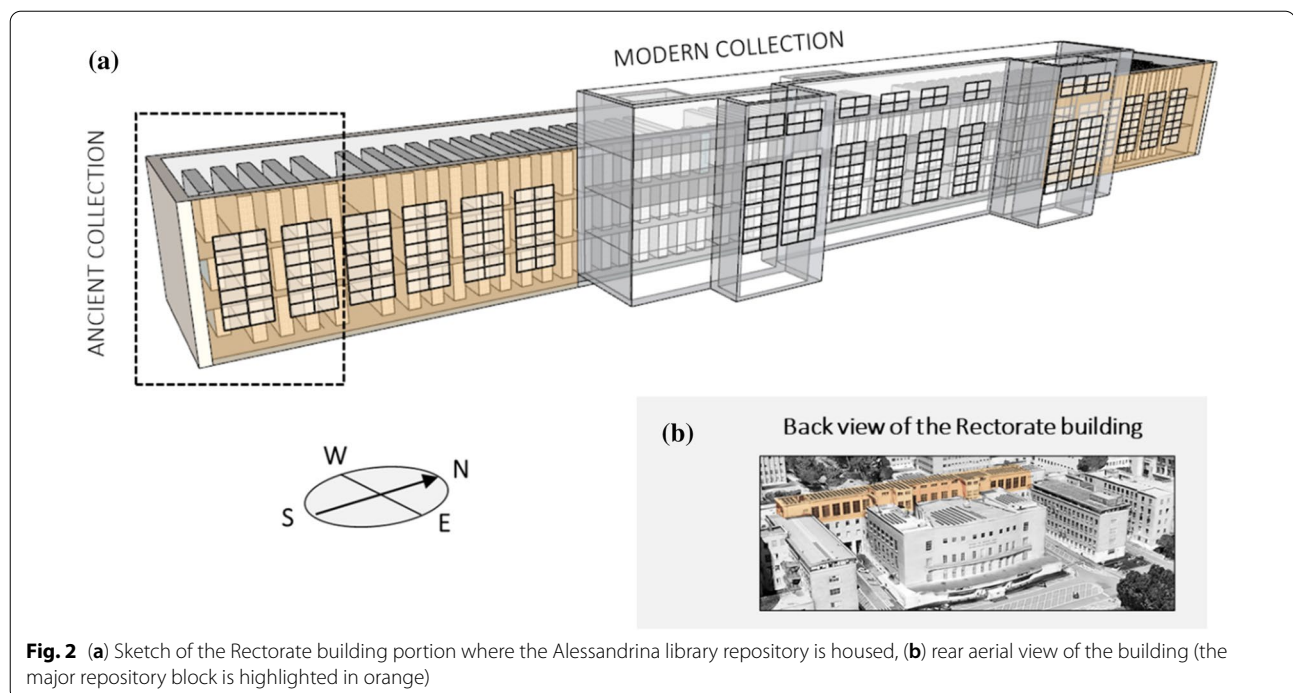 (a)
MODERN COLLECTION
ANCIENT COLLECTION
W
N
S
E
(b)
Back view of the Rectorate building
Fig. 2 (a) Sketch of the Rectorate building portion where the Alessandrina library repository is housed, (b) rear aerial view of the building (the
major repository block is highlighted in orange)